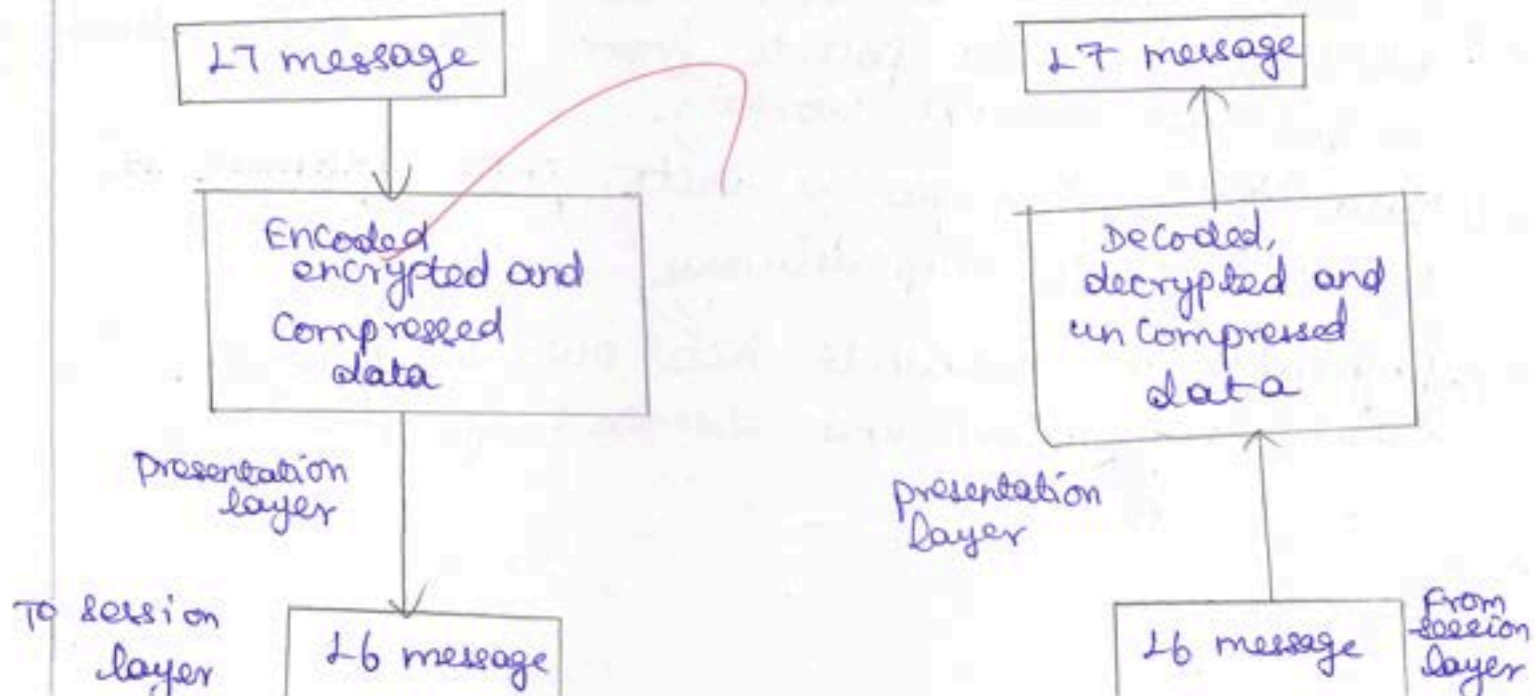 L7 message
Encoded
encrypted and
Compressed
data
Presentation
layer
To session
layer
L6 message
L7 message
Decoded,
decrypted and
un Compressed
data
presentation
layer
L6 message
From
session
layer